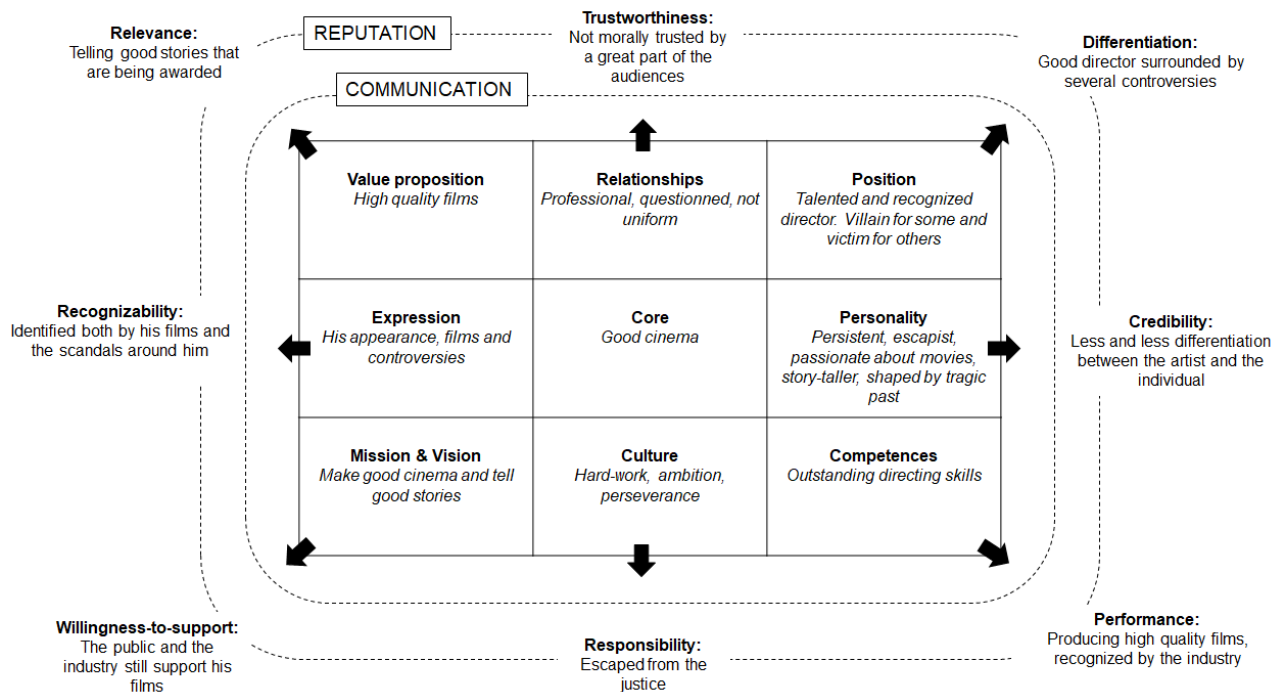 Relevance:
Telling good stories that
are being awarded
REPUTATION
Trustworthiness:
Not morally trusted by
a great part of the
audiences
Differentiation:
Good director surrounded by
several controversies
COMMUNICATION
Value proposition
High quality films
Relationships
Professional, questionned, not
uniform
Position
Talented and recognized
director. Villain for some and
victim for others
Recognizability:
Identified both by his films and
the scandals around him
Expression
His appearance, films and
controversies
Core
Good cinema
Personality
Persistent, escapist,
passionate about movies,
story-taller, shaped by tragic
past
Credibility:
Less and less differentiation
between the artist and the
individual
Mission & Vision
Make good cinema and tell
good stories
Culture
Hard-work, ambition,
perseverance
Competences
Outstanding directing skills
Willingness-to-support:
The public and the
industry still support his
films
Responsibility:
Escaped from the
justice
Performance:
Producing high quality films,
recognized by the industry